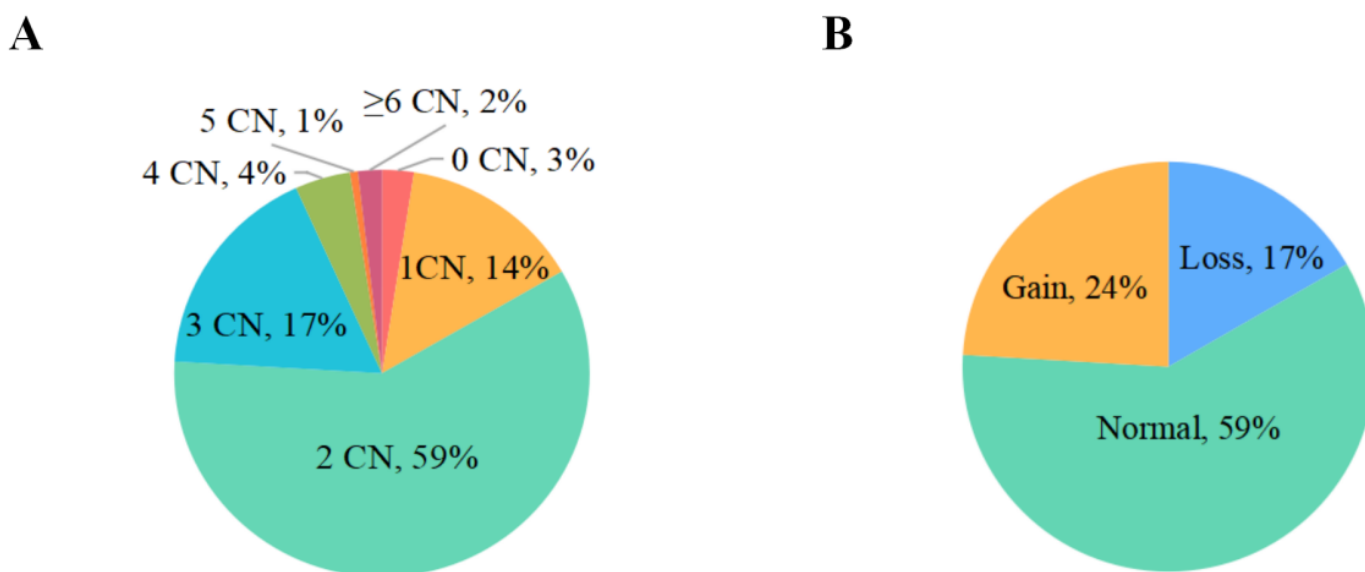 A
B
≥6 CN, 2%
5 CN, 1%
0 CN, 3%
4 CN, 4%
1CN, 14%
3 CN, 17%
2 CN, 59%
Loss, 17%
Gain, 24%
Normal, 59%